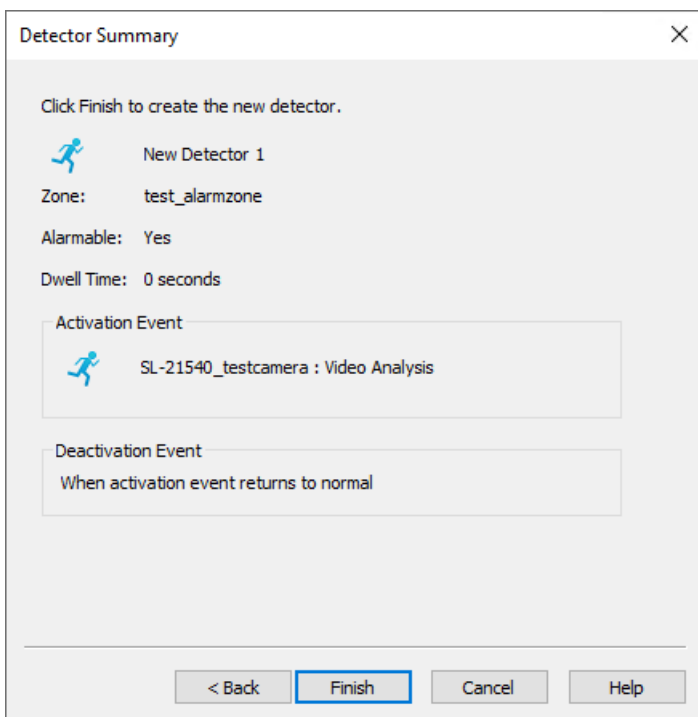 Detector Summary
Click Finish to create the new detector.
New Detector 1
Zone: test_alarmzone
Alarmable: Yes
Dwell Time: 0 seconds
Activation Event
SL-21540_testcamera : Video Analysis
Deactivation Event
When activation event returns to normal
< Back Finish Cancel Help